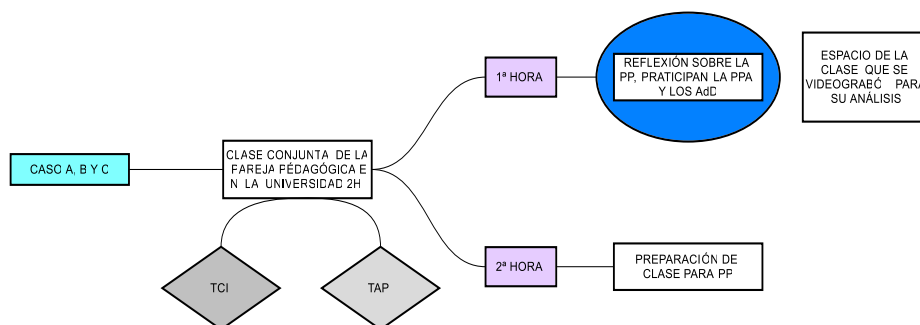 CASO A, B Y C
CLASE CONJUNTA DE LA
PAREJA PÉDAGÓGICA E
N LA UNIVERSIDAD 2H
TCI
TAP
1ª HORA
REFLEXIÓN SOBRE LA
PP, PRATICIPAN LA PPA
Y LOS AdD
ESPACIO DE LA
CLASE QUE SE
VIDEOGRABÓ PARA
SU ANÁLISIS
2ª HORA
PREPARACIÓN DE
CLASE PARA PP